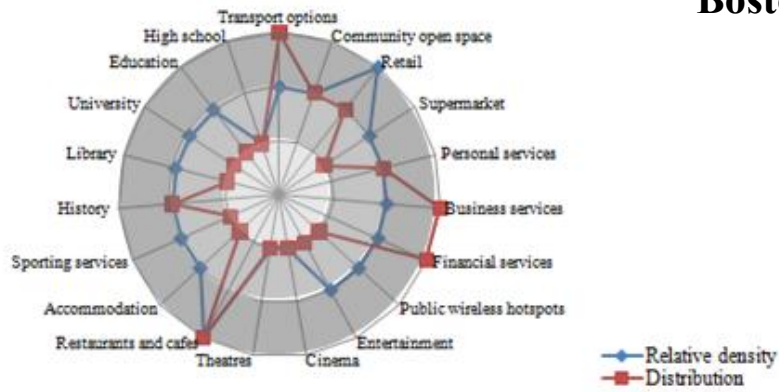 Transport options
High school
Community open space
Bost
Education
Retail
University
Supermarket
Library
Personal services
History
Business services
Sporting services
Financial services
Accommodation
Public wireless hotspots
Restaurants and cafes
Entertainment
Theatres
Cinema
Relative density
Distribution